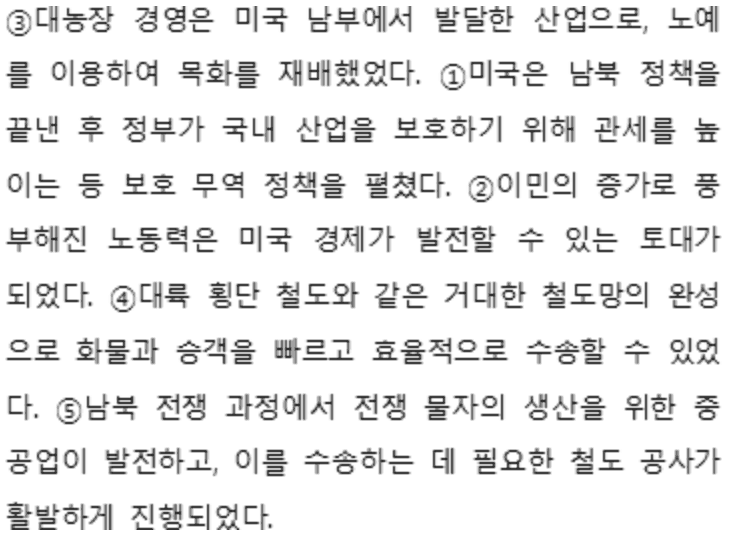 ③대농장 경영은 미국 남부에서 발달한 산업으로, 노예
를 이용하여 목화를 재배했었다. ①미국은 남북 정책을
끝낸 후 정부가 국내 산업을 보호하기 위해 관세를 높
이는 등 보호 무역 정책을 펼쳤다. ②이민의 증가로 풍
부해진 노동력은 미국 경제가 발전할 수 있는 토대가
되었다. ④대륙 횡단 철도와 같은 거대한 철도망의 완성
으로 화물과 승객을 빠르고 효율적으로 수송할 수 있었
다. ⑤남북 전쟁 과정에서 전쟁 물자의 생산을 위한 중
공업이 발전하고, 이를 수송하는 데 필요한 철도 공사가
활발하게 진행되었다.